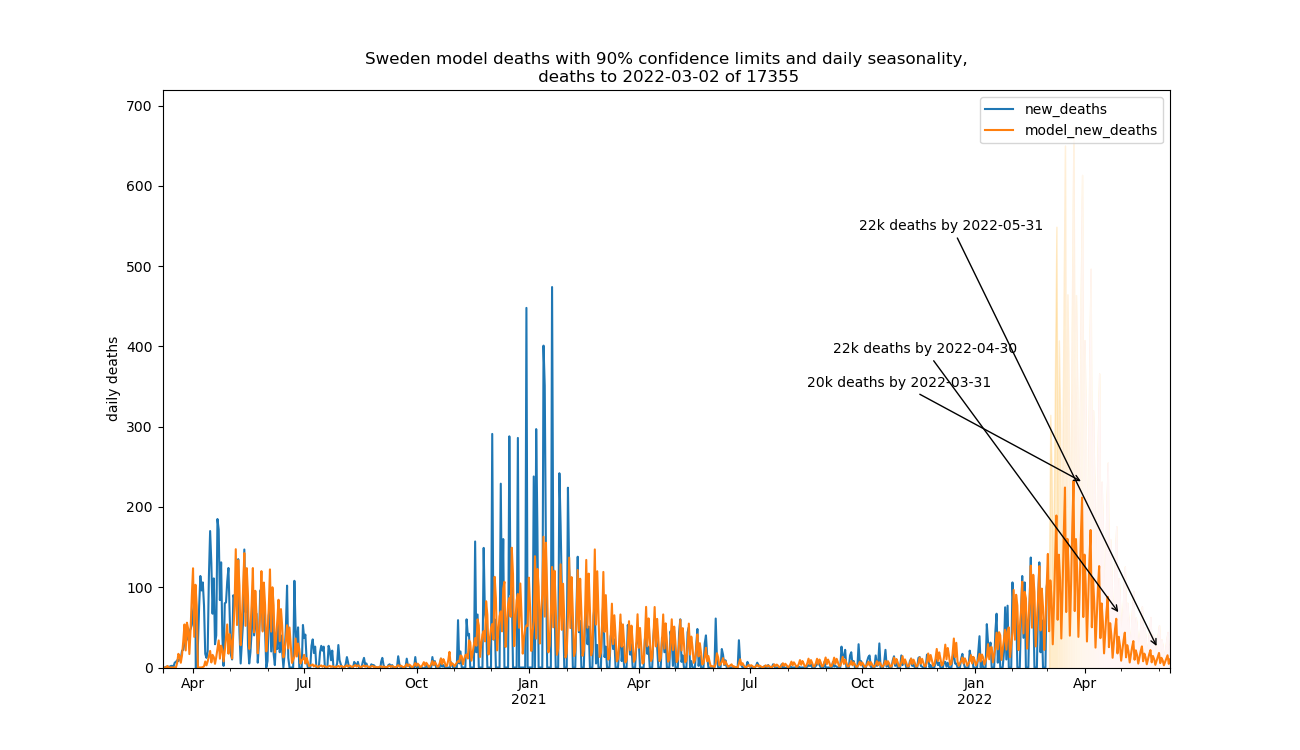 Sweden model deaths with 90% confidence limits and daily seasonality,
deaths to 2022-03-02 of 17355
700
600
500
400
300
200
100
0
daily deaths
new_deaths
model_new_deaths
22k deaths by 2022-05-31
22k deaths by 2022-04-30
20k deaths by 2022-03-31
Apr
Jul
Oct
Jan
2021
Apr
Jul
Oct
Jan
2022
Apr